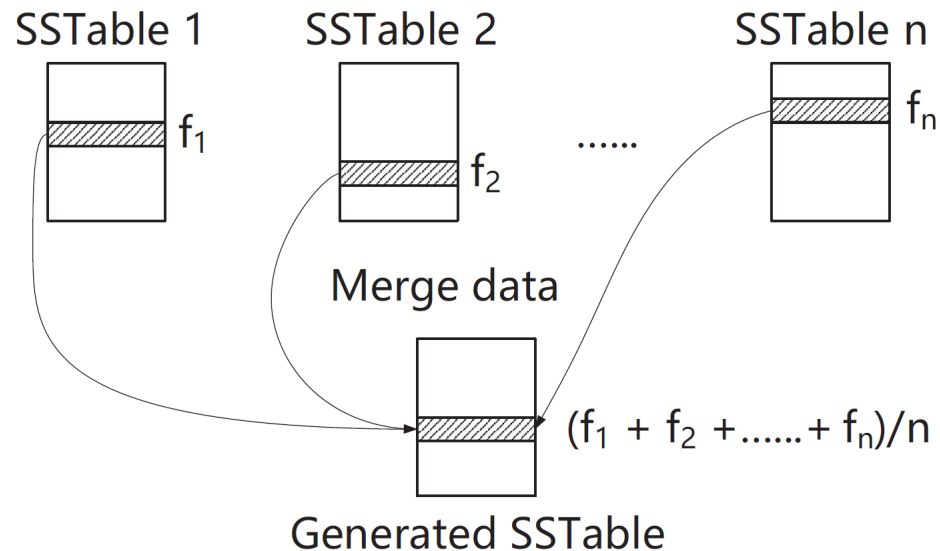 SSTable 1
SSTable 2
SSTable n
f1
f2
......
fn
Merge data
(f1 + f2 +......+ fn)/n
Generated SSTable